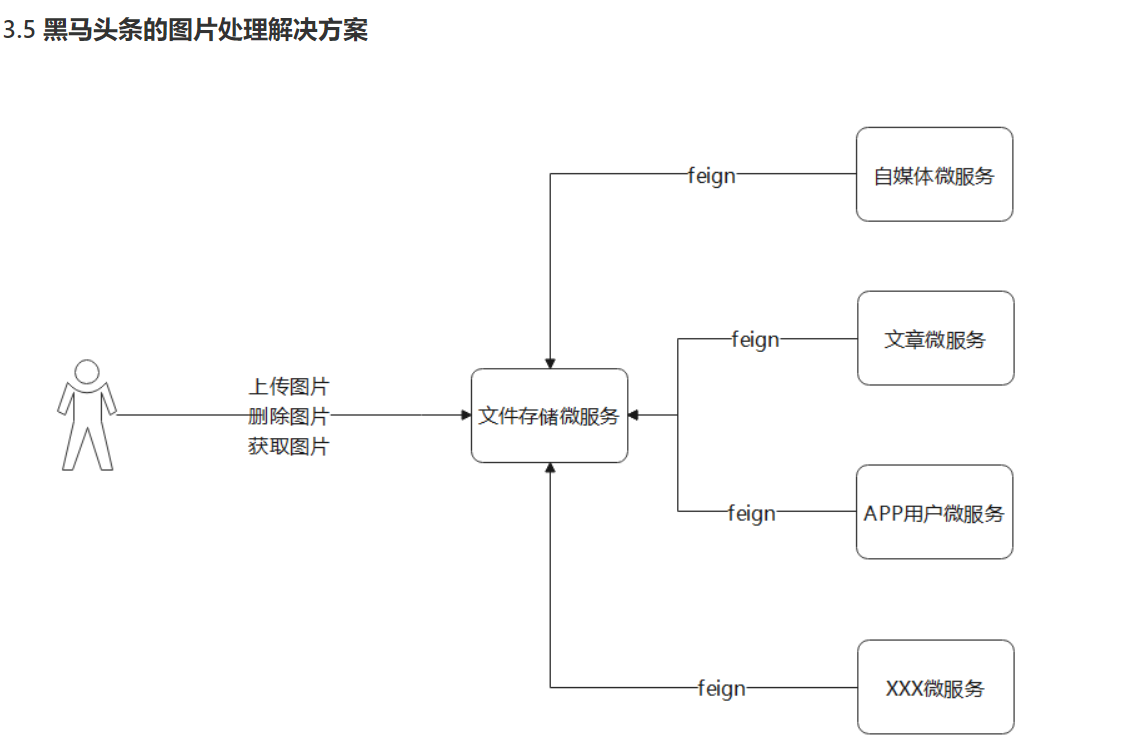 3.5 黑马头条的图片处理解决方案
feign
自媒体微服务
feign
文章微服务
上传图片
删除图片
获取图片
文件存储微服务
feign
APP用户微服务
feign
XXX微服务